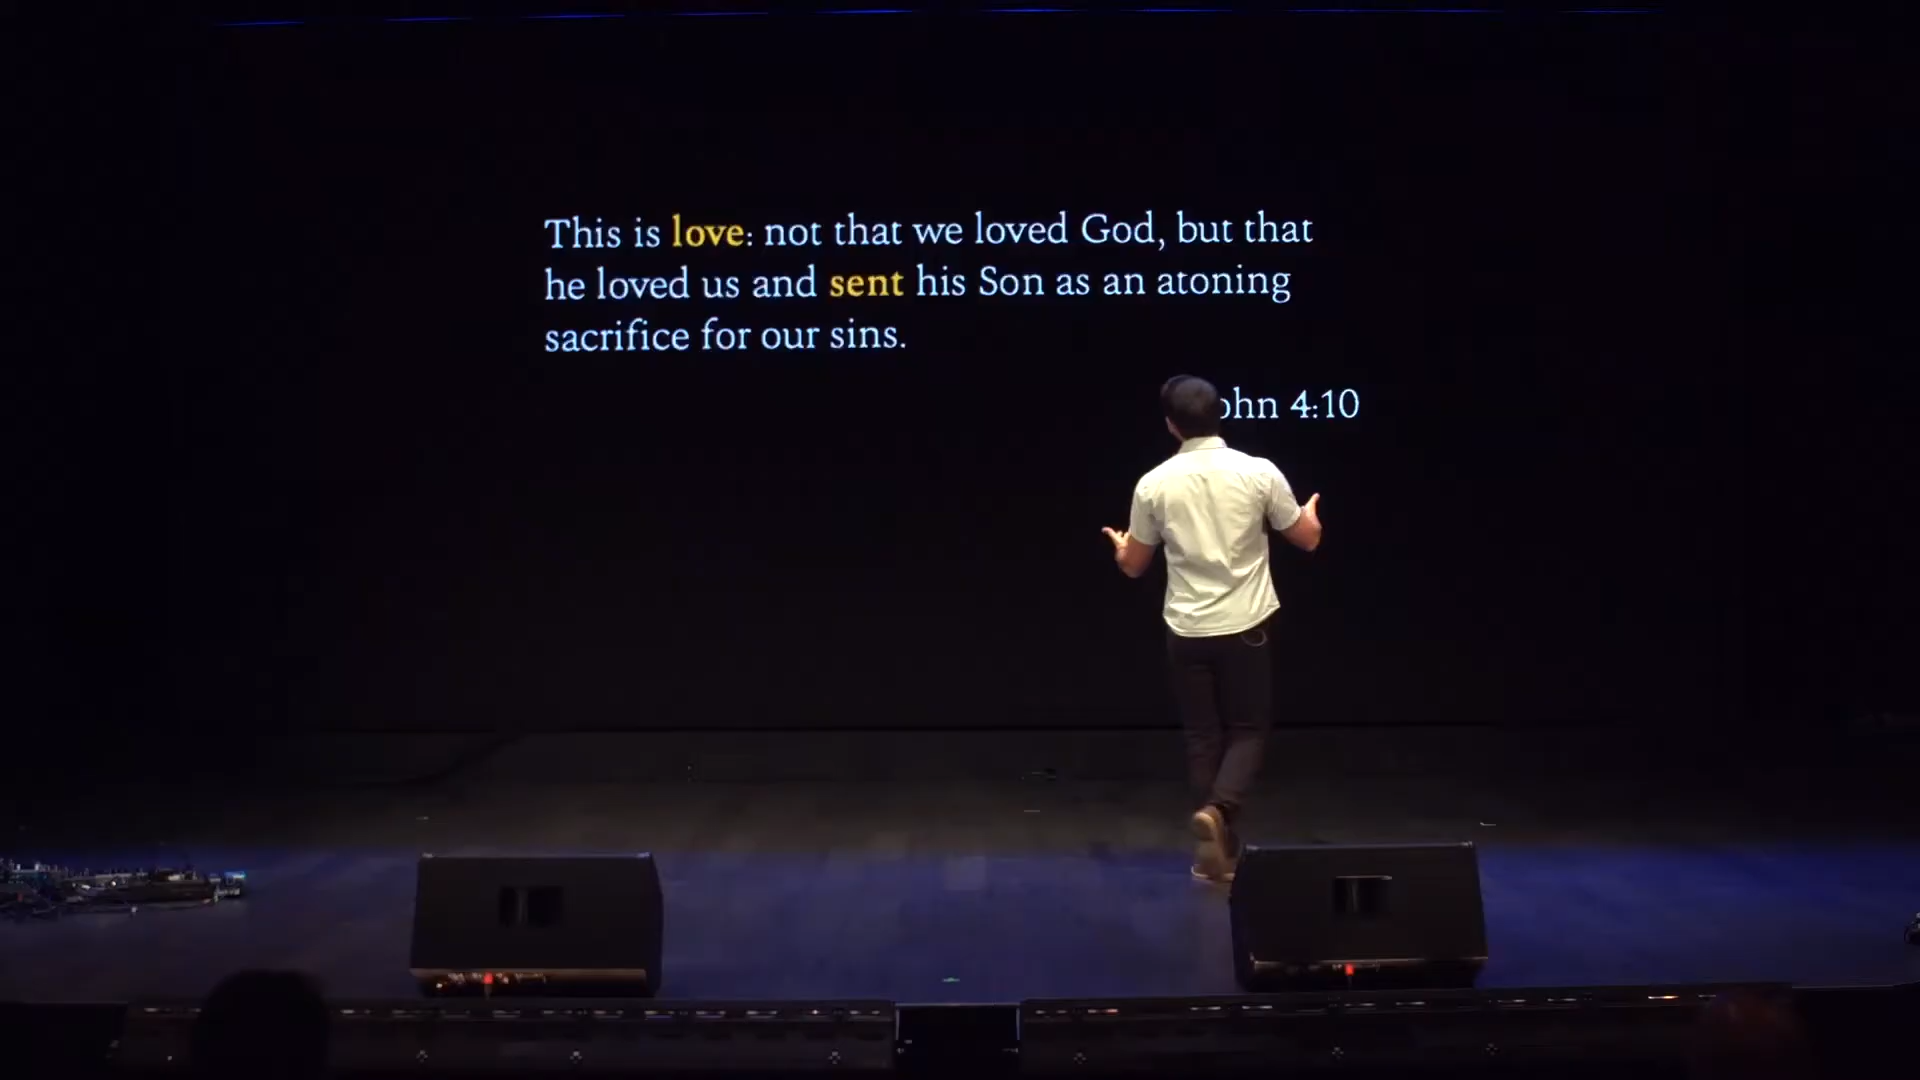 This is love: not that we loved God, but that
he loved us and sent his Son as an atoning
sacrifice for our sins.
ohn 4:10